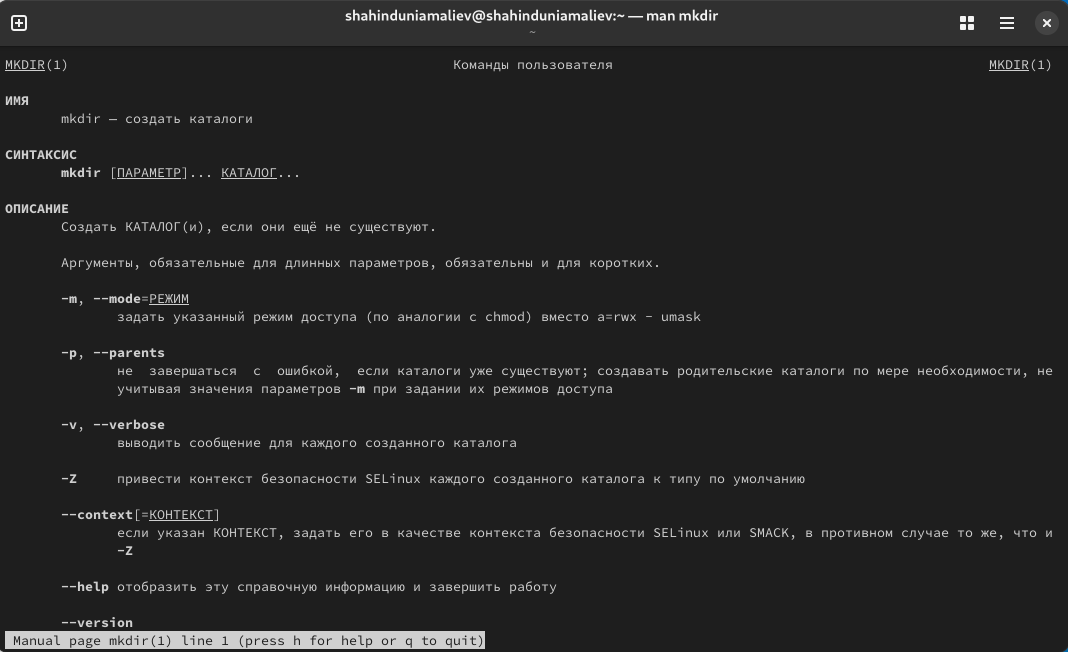 shahinduniamaliev@shahinduniamaliev:~ — man mkdir
~
MKDIR(1) Команды пользователя MKDIR(1)
ИМЯ
mkdir — создать каталоги
СИНТАКСИС
mkdir [ПАРАМЕТР]... КАТАЛОГ...
ОПИСАНИЕ
Создать КАТАЛОГ(и), если они ещё не существуют.
Аргументы, обязательные для длинных параметров, обязательны и для коротких.
-m, --mode=РЕЖИМ
задать указанный режим доступа (по аналогии с chmod) вместо a=rwx - umask
-p, --parents
не завершаться с ошибкой, если каталоги уже существуют; создавать родительские каталоги по мере необходимости, не
учитывая значения параметров -m при задании их режимов доступа
-v, --verbose
выводить сообщение для каждого созданного каталога
-Z привести контекст безопасности SELinux каждого созданного каталога к типу по умолчанию
--context[=КОНТЕКСТ]
если указан КОНТЕКСТ, задать его в качестве контекста безопасности SELinux или SMACK, в противном случае то же, что и
-Z
--help отобразить эту справочную информацию и завершить работу
--version
Manual page mkdir(1) line 1 (press h for help or q to quit)